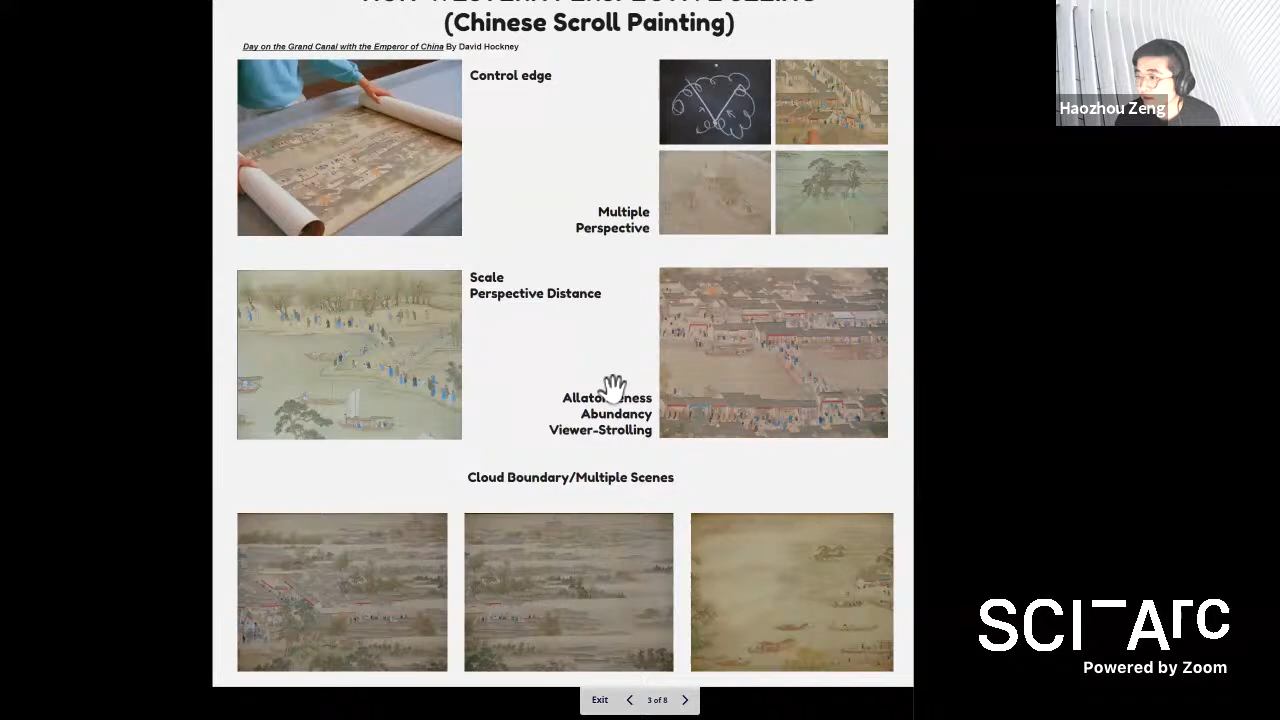 (Chinese Scroll Painting)
Day on the Grand Canal with the Emperor of China By David Hockney
Control edge
Multiple
Perspective
Scale
Perspective Distance
Abundancy
Viewer-Strolling
Cloud Boundary/Multiple Scenes
Haozhou Zeng
SCI-Arc
Powered by Zoom
Exit
3 of 8